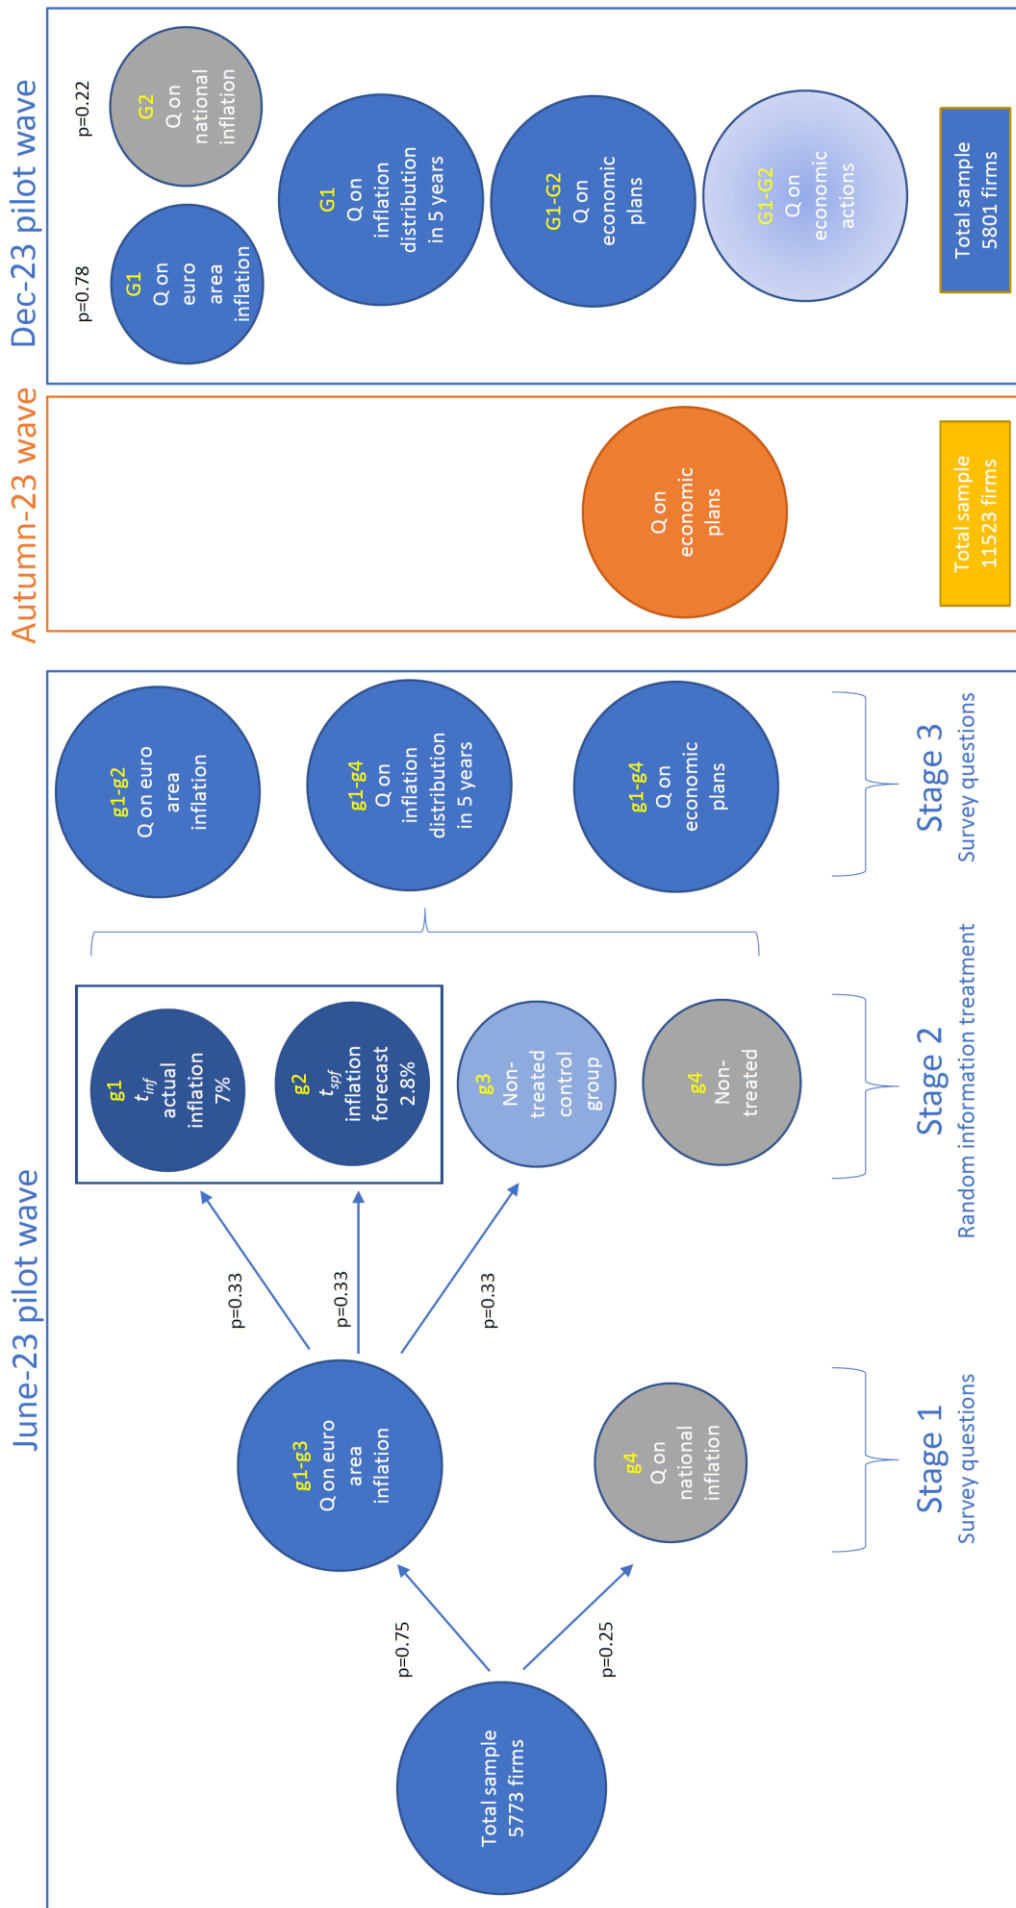 June-23 pilot wave
Total sample
5773 firms
p=0.75
p=0.25
g1-g3
Q on euro
area
inflation
g4
Q on
national
inflation
Stage 1
Survey questions
p=0.33
p=0.33
p=0.33
g1
tinf
actual
inflation
7%
g2
tspf
inflation
forecast
2.8%
g3
Non-
treated
control
group
g4
Non-
treated
Stage 2
Random information treatment
g1-g2
Q on euro
area
inflation
g1-g4
Q on
inflation
distribution
in 5 years
g1-g4
Q on
economic
plans
Stage 3
Survey questions
Autumn-23 wave
Q on
economic
plans
Total sample
11523 firms
Dec-23 pilot wave
p=0.78
p=0.22
G1
Q on
euro
area
inflation
G2
Q on
national
inflation
G1
Q on
inflation
distribution
in 5 years
G1-G2
Q on
economic
plans
G1-G2
Q on
economic
actions
Total sample
5801 firms